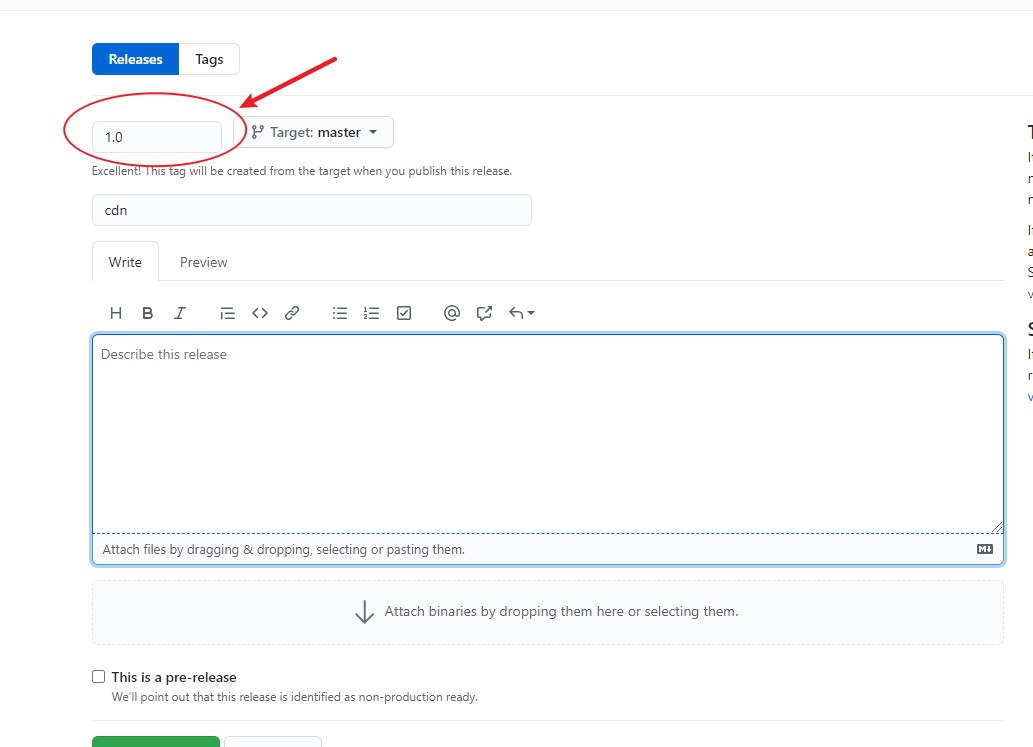 Releases Tags
1.0 Target: master
Excellent! This tag will be created from the target when you publish this release.
cdn
Write Preview
Describe this release
Attach files by dragging & dropping, selecting or pasting them.
Attach binaries by dropping them here or selecting them.
This is a pre-release
We'll point out that this release is identified as non-production ready.